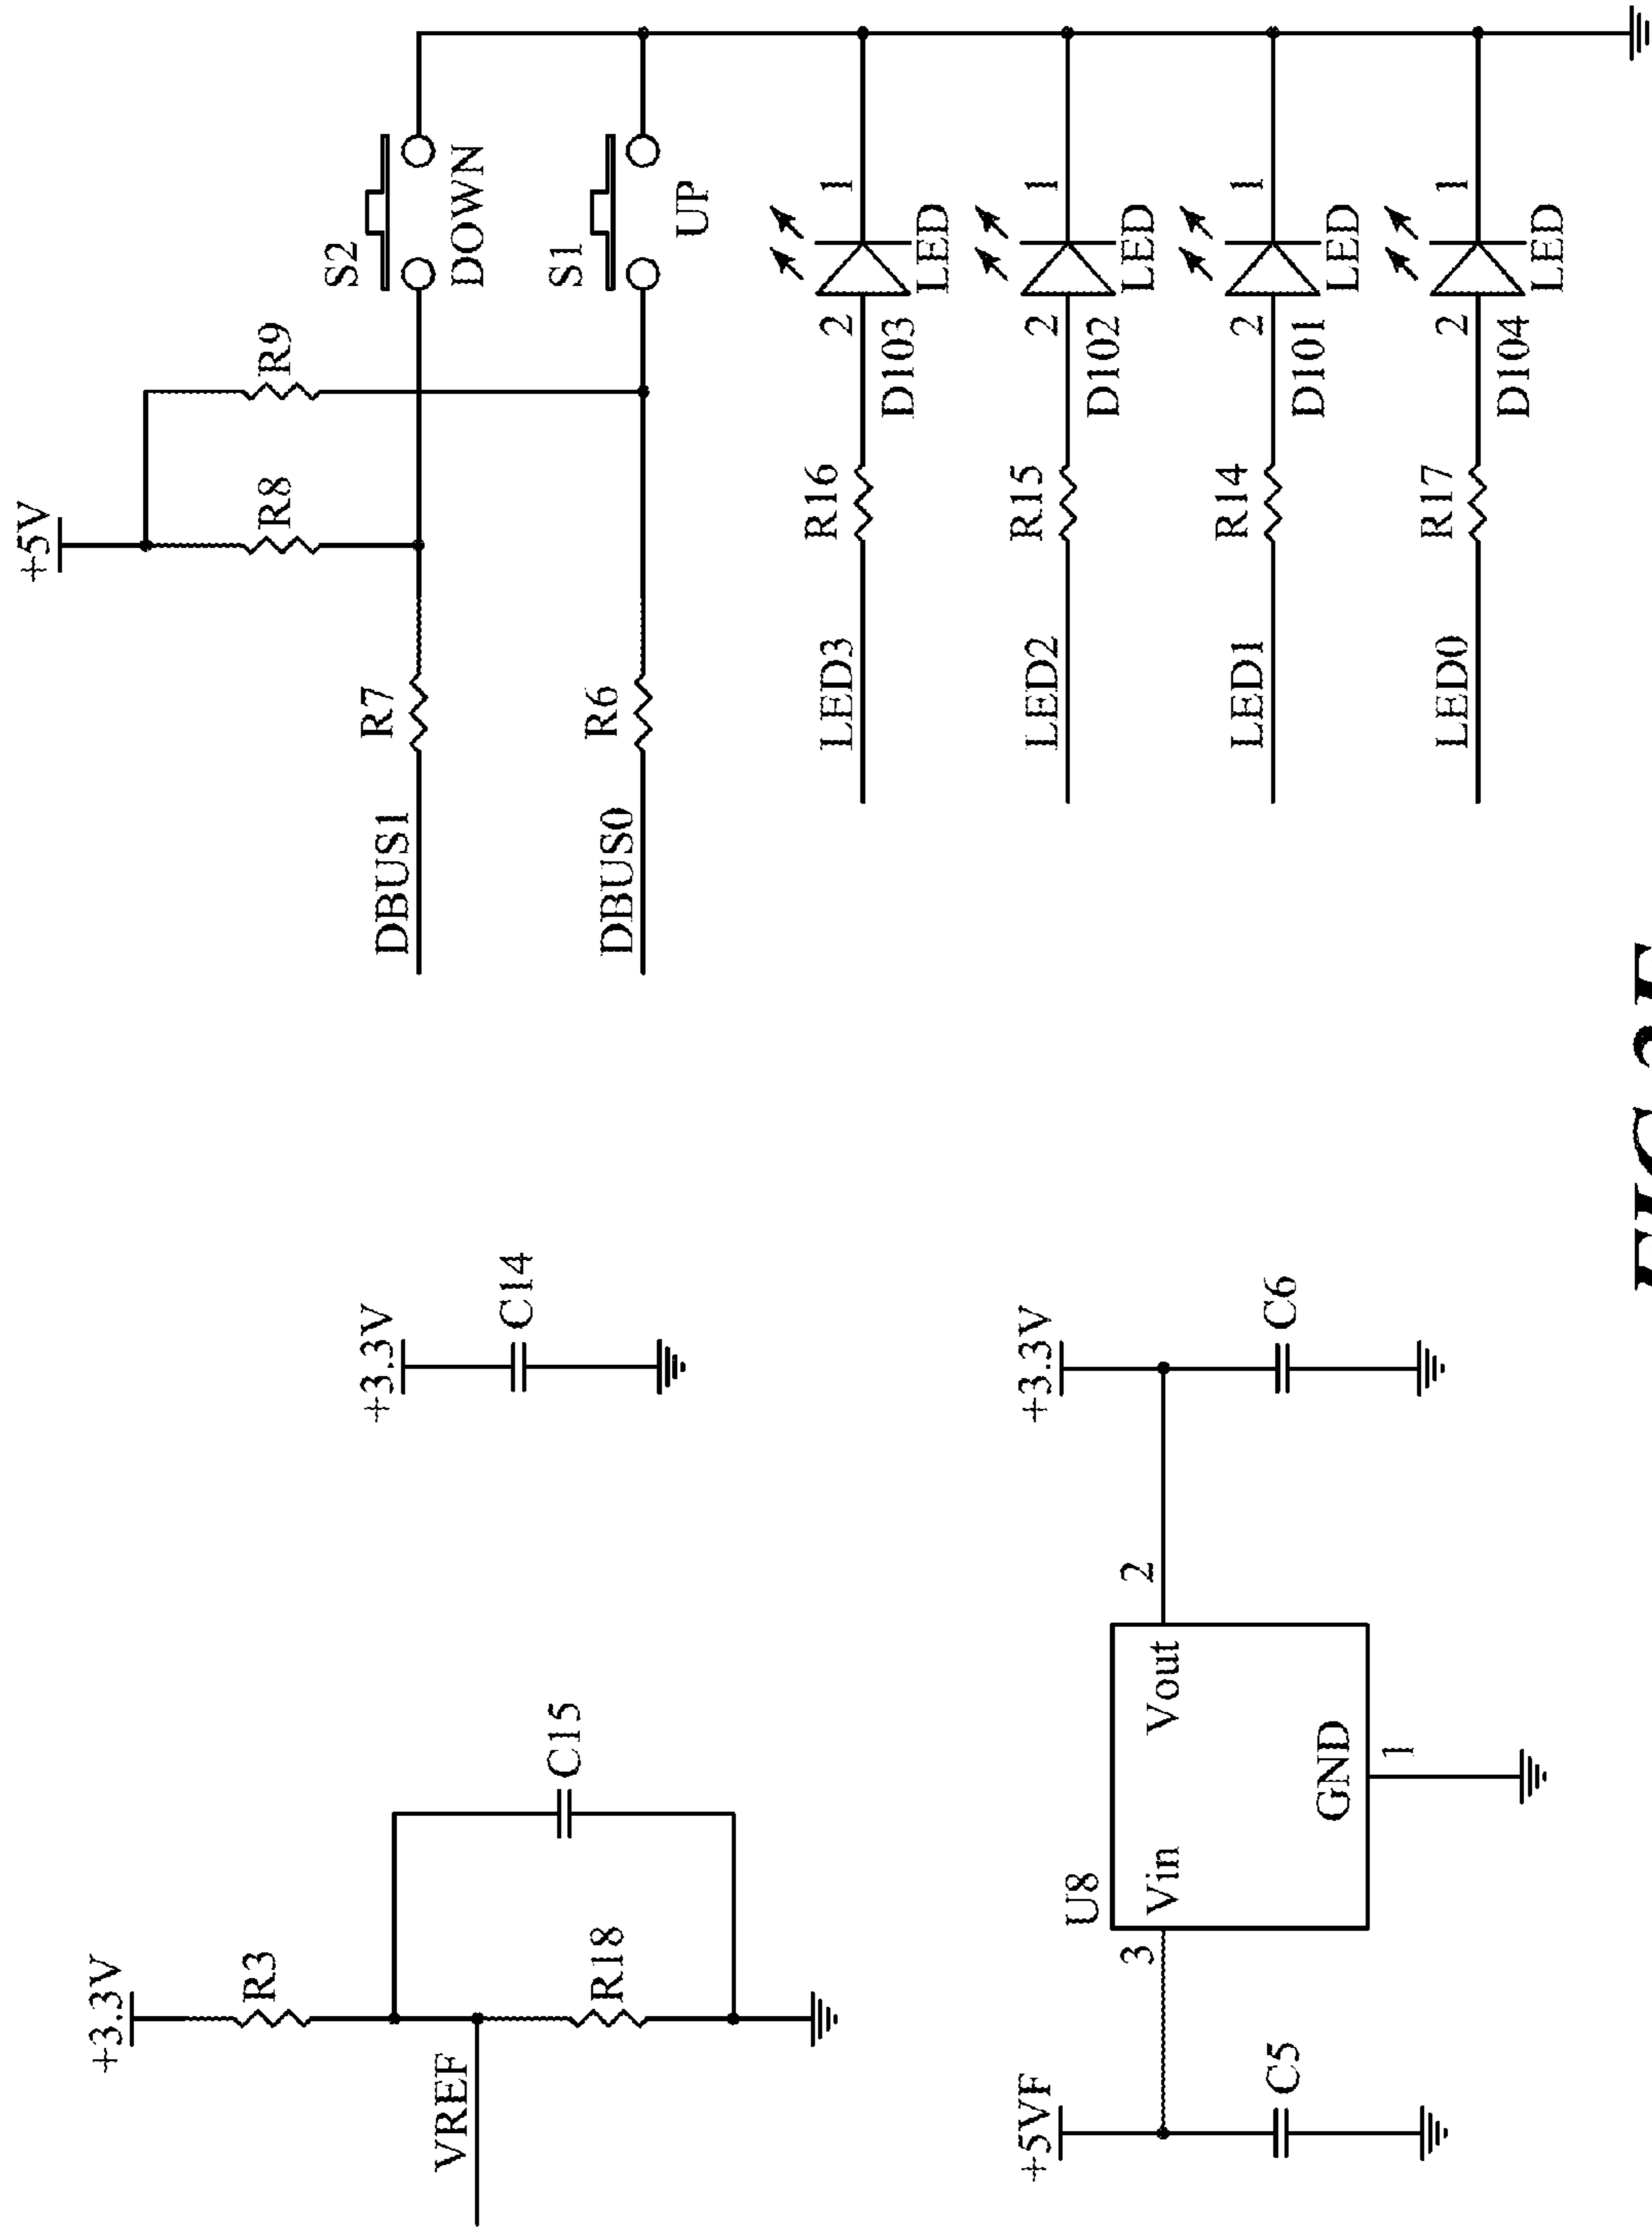 +3.3V
R3
VREF
R18
C15
+3.3V
C14
+5VF
C5
U8
3
Vin
Vout
2
GND
1
+3.3V
C6
+5V
R8
R9
DBUS1
R7
S2
DOWN
DBUS0
R6
S1
UP
LED3
R16
2
1
D103
LED
LED2
R15
2
1
D102
LED
LED1
R14
2
1
D101
LED
LED0
R17
2
1
D104
LED